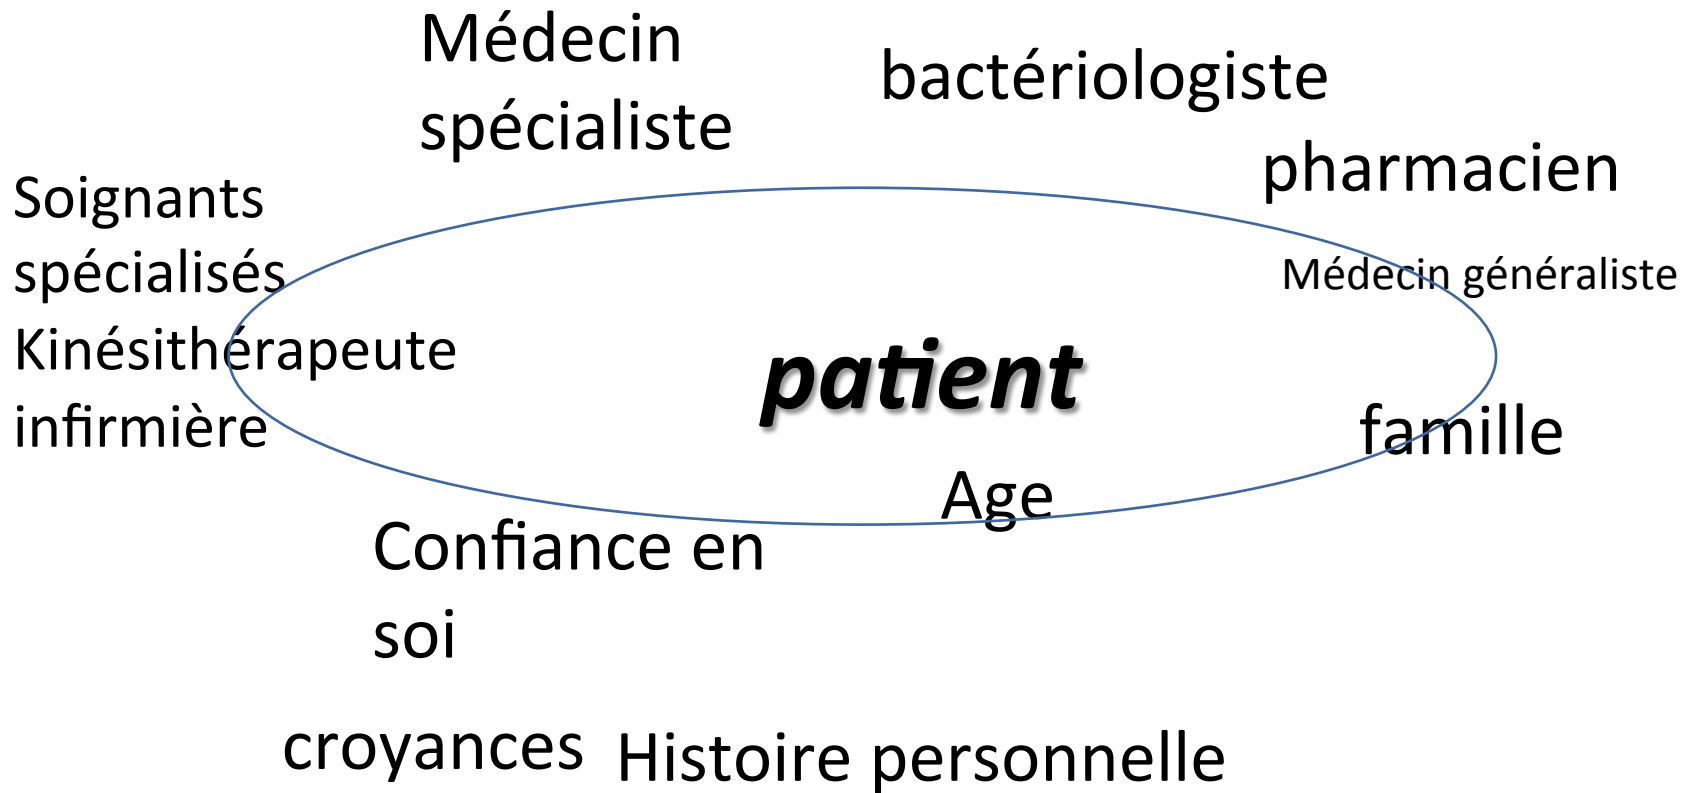 Médecin
spécialiste
bactériologiste
pharmacien
Soignants
spécialisés
Kinésithérapeute
infirmière
Médecin généraliste
patient
famille
Age
Confiance en
soi
croyances
Histoire personnelle